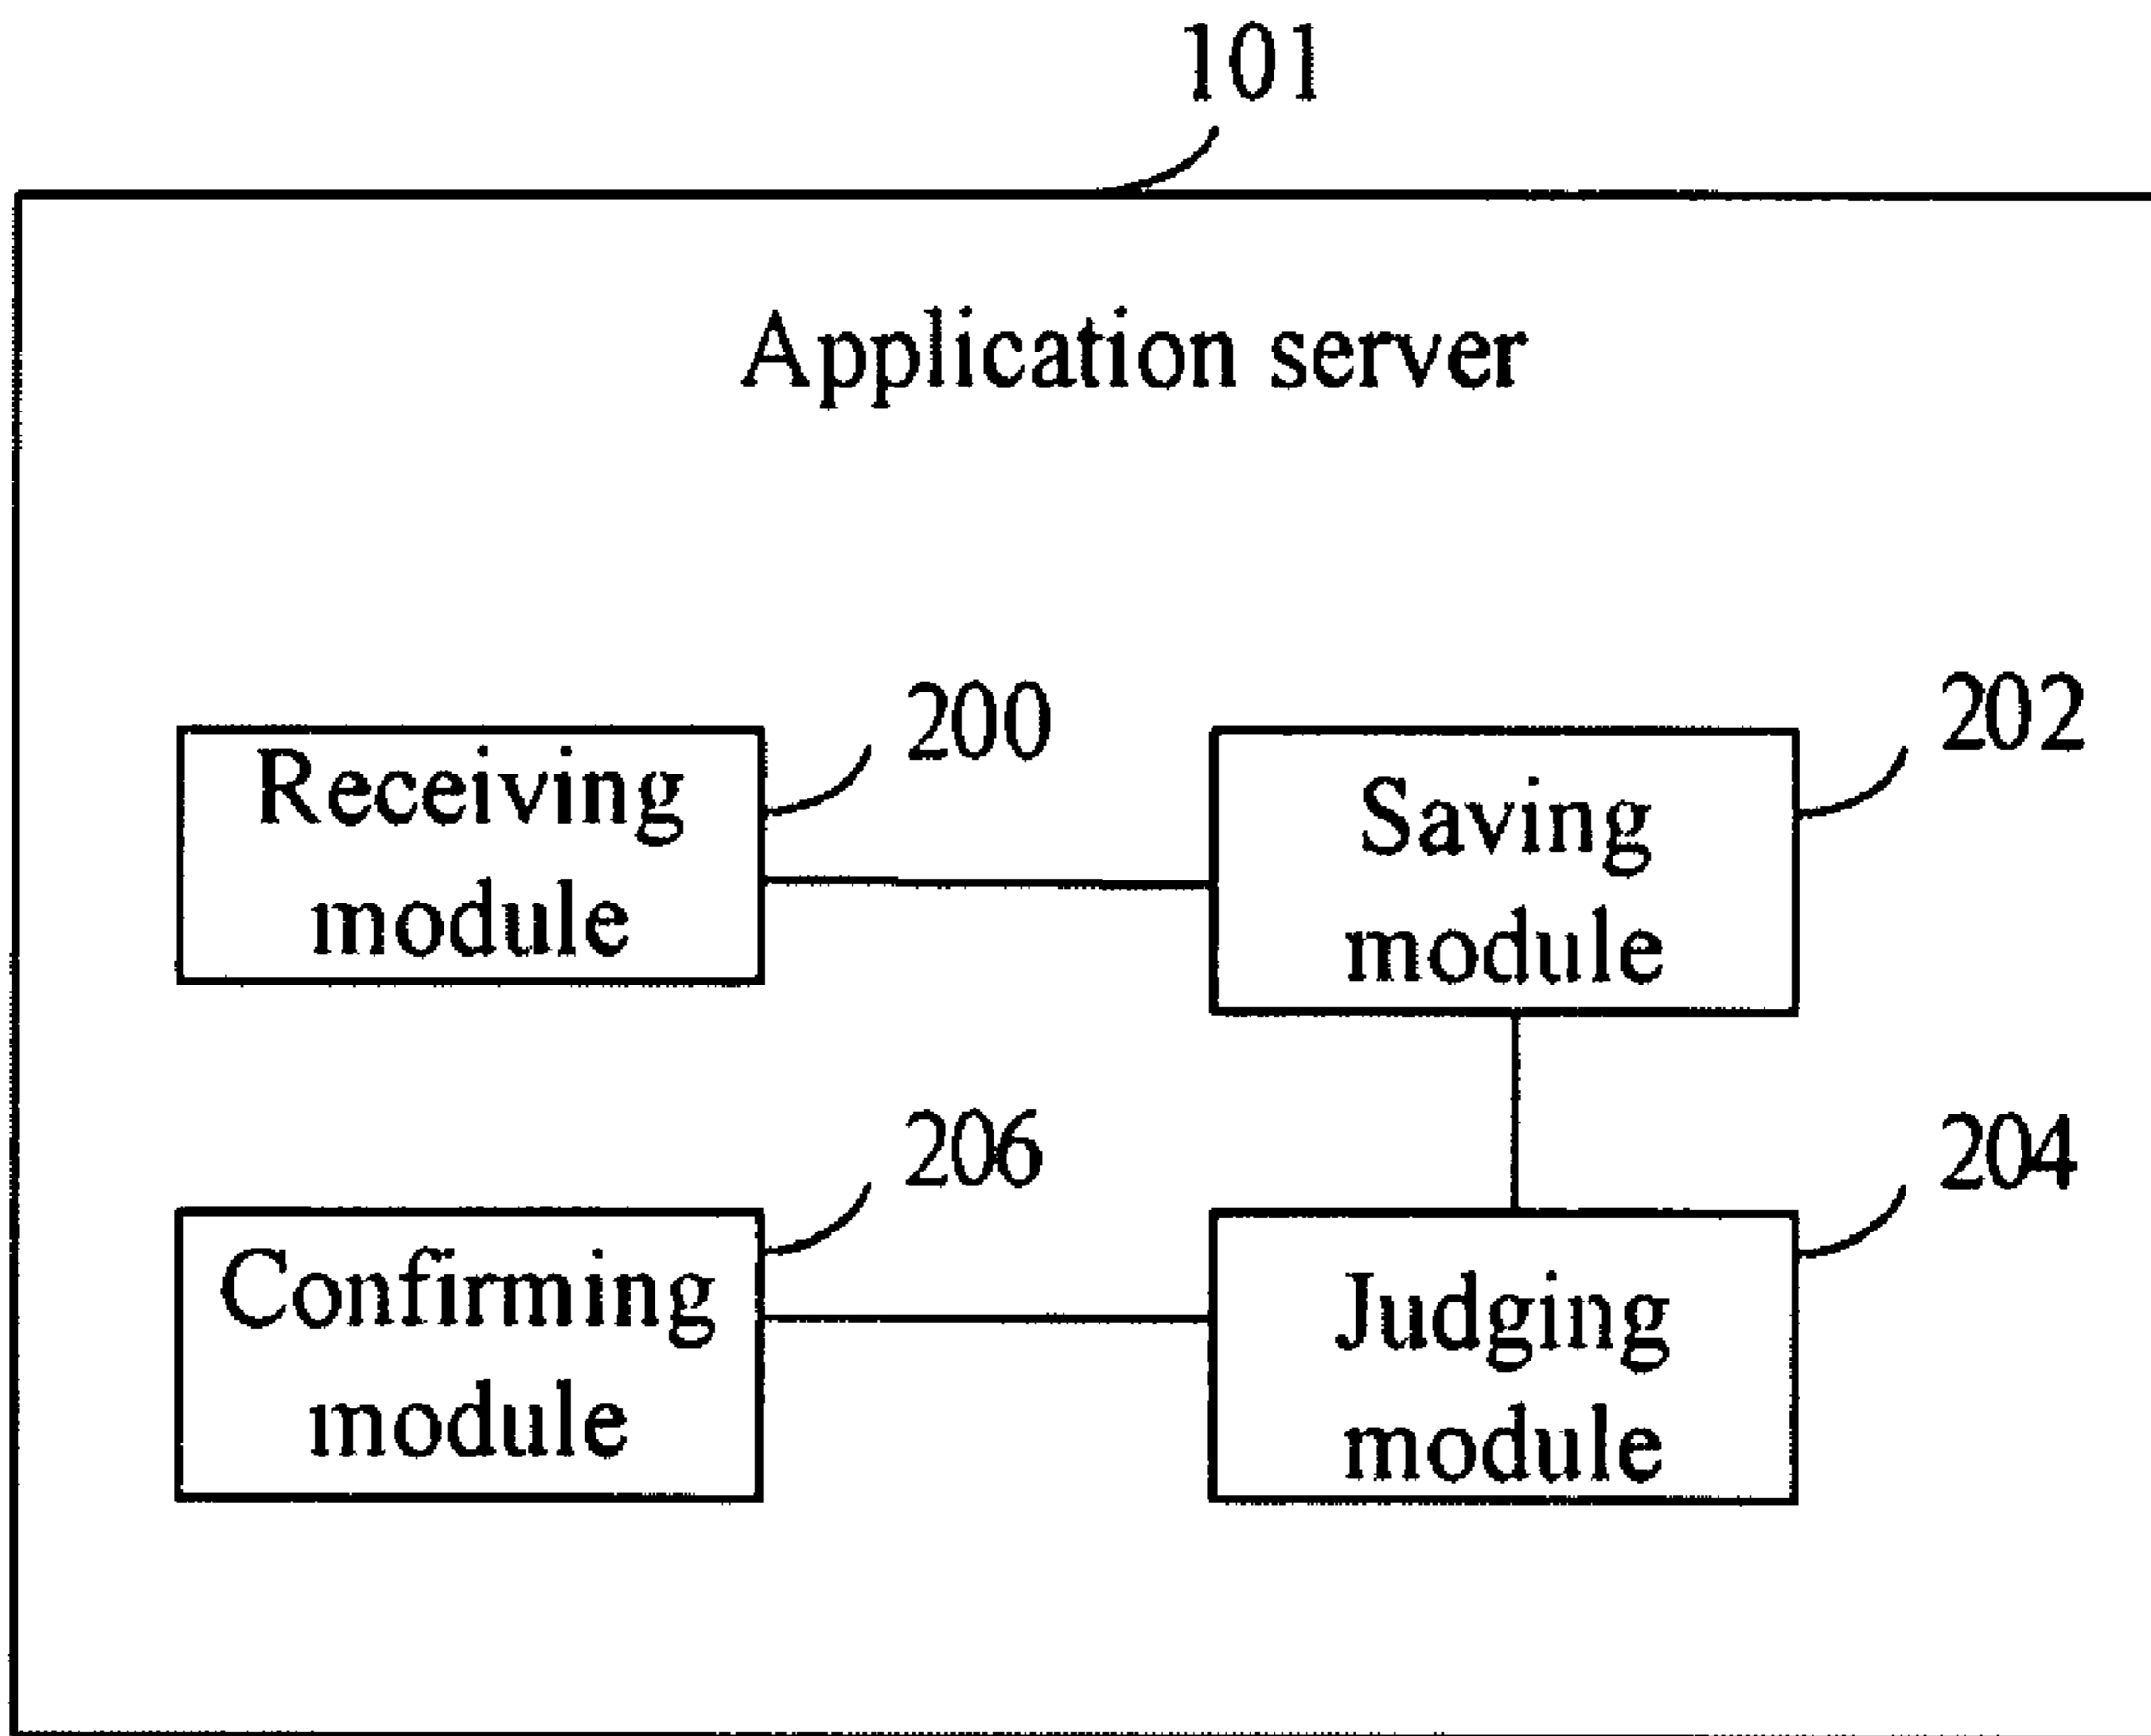 101
Application server
200
Receiving
module
202
Saving
module
206
Confirming
module
204
Judging
module